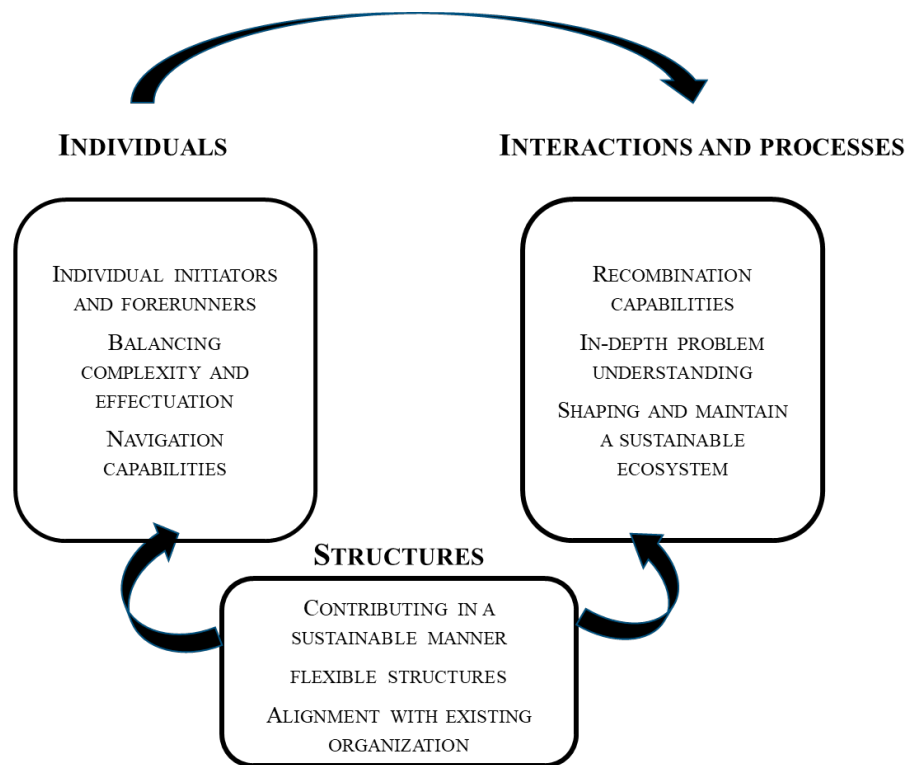 INDIVIDUALS
INDIVIDUAL INITIATORS
AND FORERUNNERS
BALANCING
COMPLEXITY AND
EFFECTUATION
NAVIGATION
CAPABILITIES
INTERACTIONS AND PROCESSES
RECOMBINATION
CAPABILITIES
IN-DEPTH PROBLEM
UNDERSTANDING
SHAPING AND MAINTAIN
A SUSTAINABLE
ECOSYSTEM
STRUCTURES
CONTRIBUTING IN A
SUSTAINABLE MANNER
FLEXIBLE STRUCTURES
ALIGNMENT WITH EXISTING
ORGANIZATION